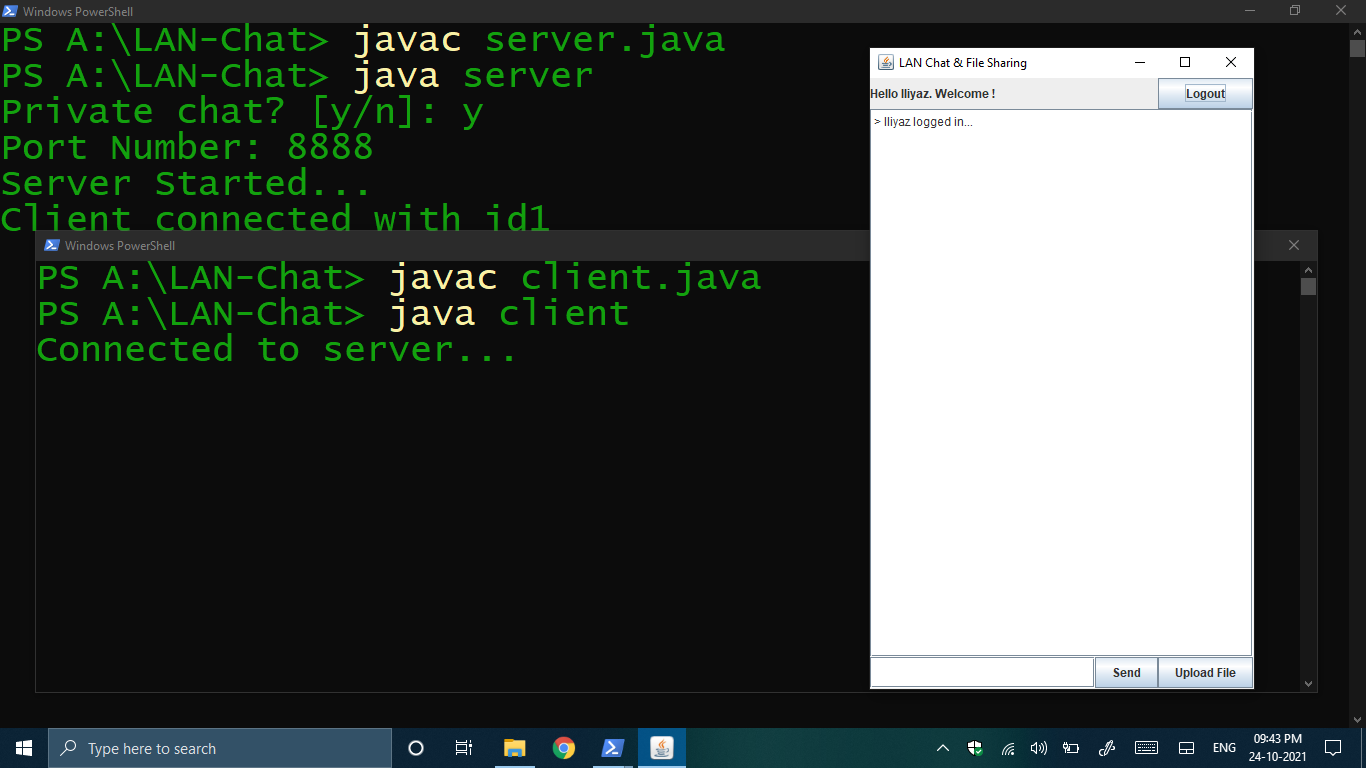 Windows PowerShell
PS A:\LAN-Chat> javac server.java
PS A:\LAN-Chat> java server
Private chat? [y/n]: y
Port Number: 8888
Server Started...
Client connected with id1
Windows PowerShell
PS A:\LAN-Chat> javac client.java
PS A:\LAN-Chat> java client
Connected to server...
LAN Chat & File Sharing
Hello Iliyaz. Welcome !
Logout
> Iliyaz logged in...
Send
Upload File
Type here to search
ENG
09:43 PM
24-10-2021